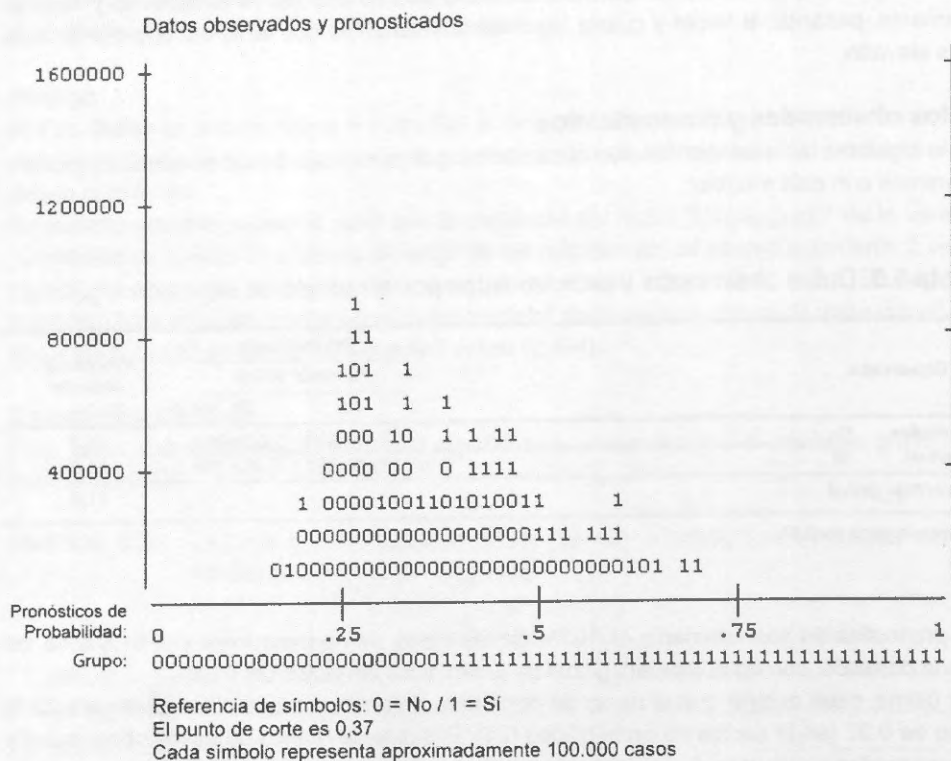 Datos observados y pronosticados
1600000
1200000
1
800000 11
101 1
101 1 1
000 10 1 1 11
400000 0000 00 0 1111
1 00001001101010011 1
0000000000000000000111 111
010000000000000000000000000101 11
Pronósticos de
Probabilidad: 0 25 5 75 1
Grupo: 0000000000000000000000111111111111111111111111111111111111111
Referencia de símbolos: 0 = No / 1 = Sí
El punto de corte es 0,37
Cada símbolo representa aproximadamente 100.000 casos